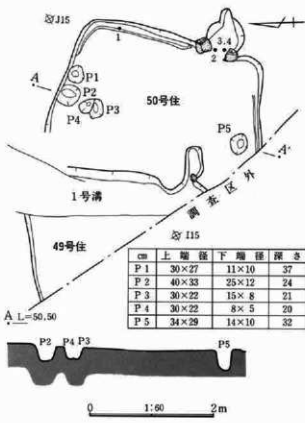 J15
1
3.4
2
A
P1
P2
P4
P3
50号住
P5
A'
1号溝
調査区外
49号住
I15
cm 上端径 下端径 深さ
P1 30×27 11×10 37
P2 40×33 25×12 24
P3 30×22 15×8 21
P4 30×22 8×5 20
P5 34×29 14×10 32
A L=50.50
P2 P4 P3
P5
0 1:60 2m